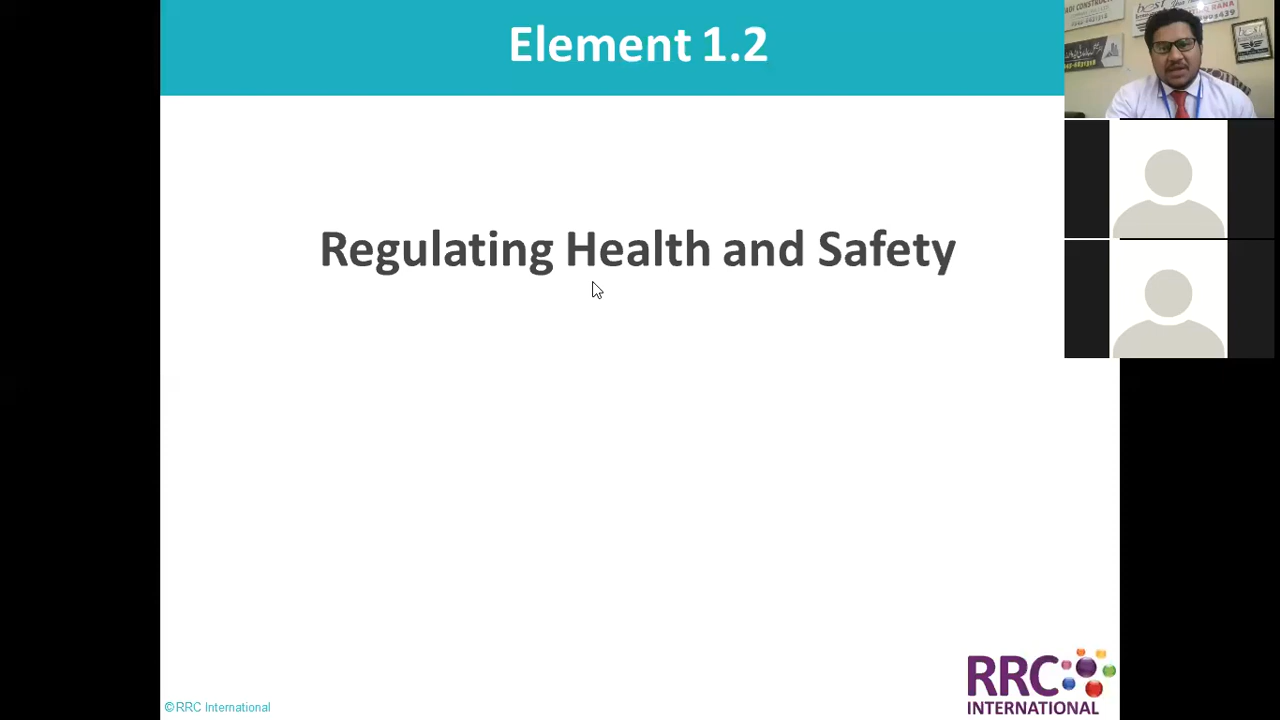 Element 1.2
Regulating Health and Safety
©RRC International
RRC
INTERNATIONAL